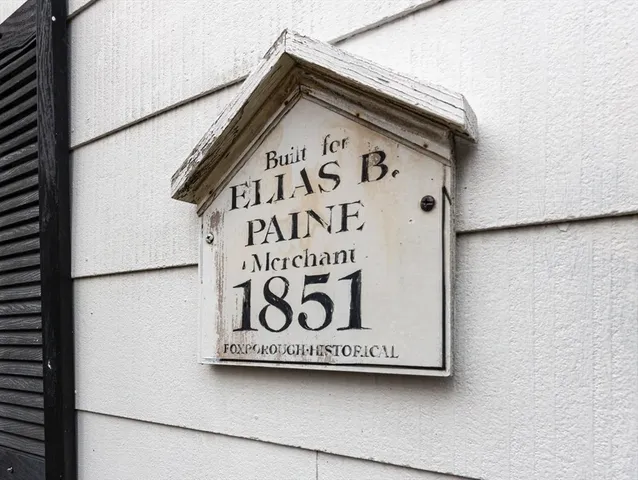 Built for
ELIAS B.
PAINE
Merchant
1851
FOXBOROUGH·HISTORICAL